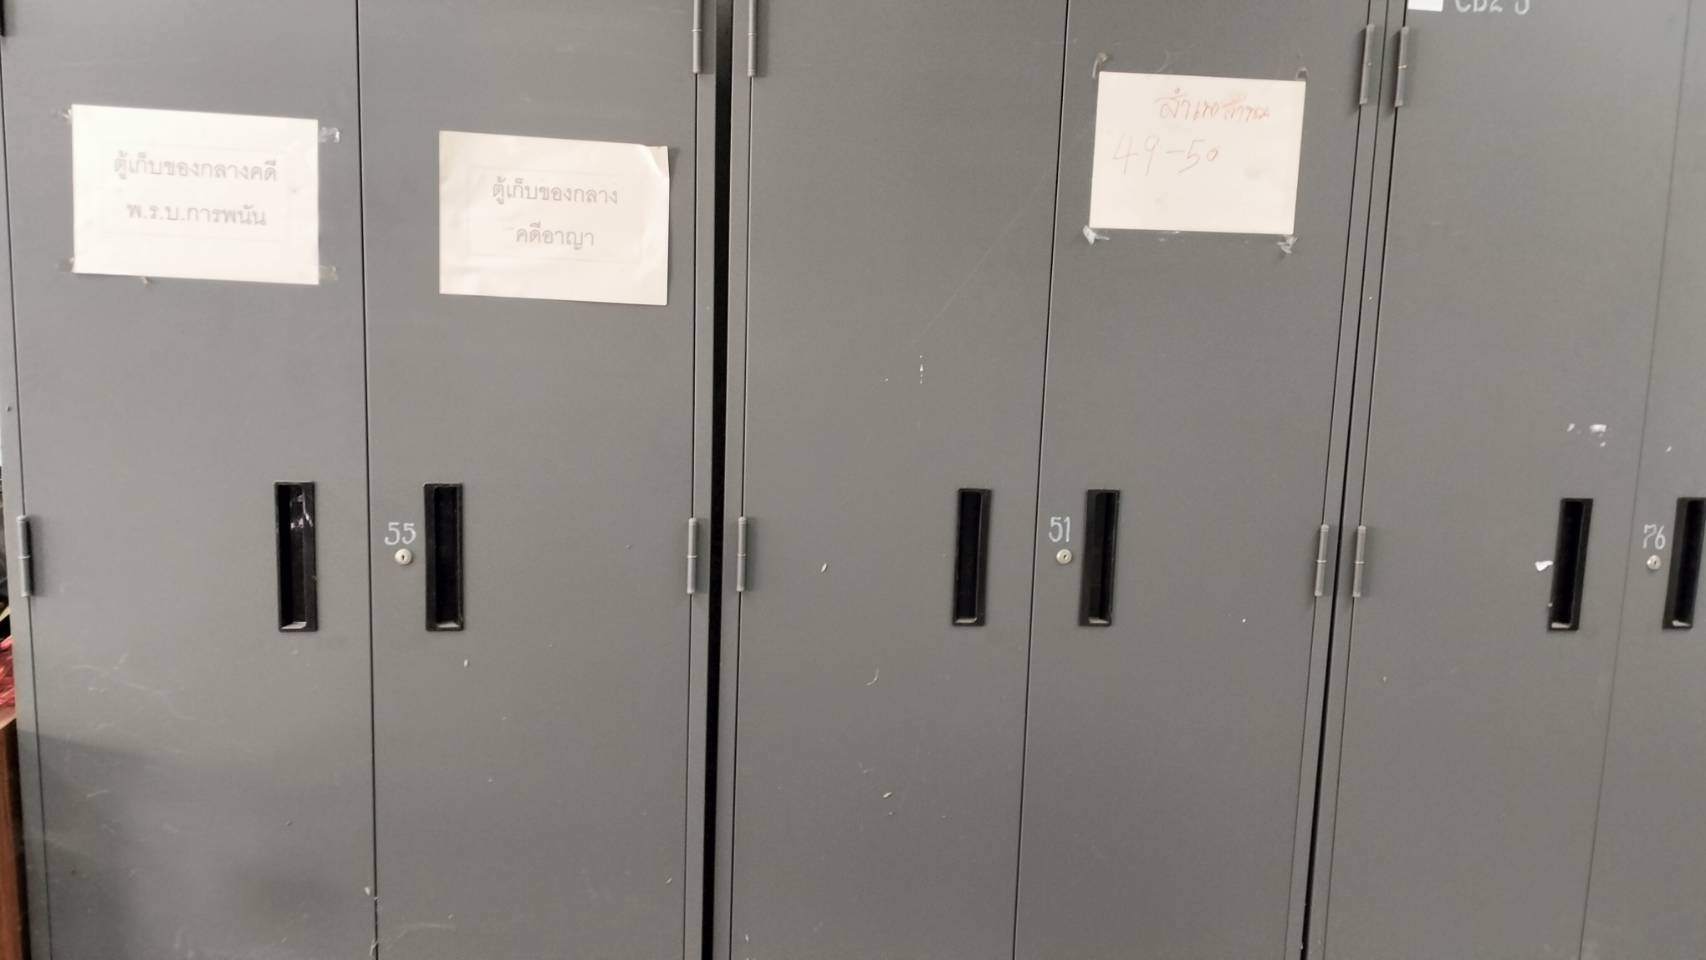 ตู้เก็บของกลางคดี
พ.ร.บ.การพนัน
ตู้เก็บของกลาง
คดีอาญา
49-50
55
51
76